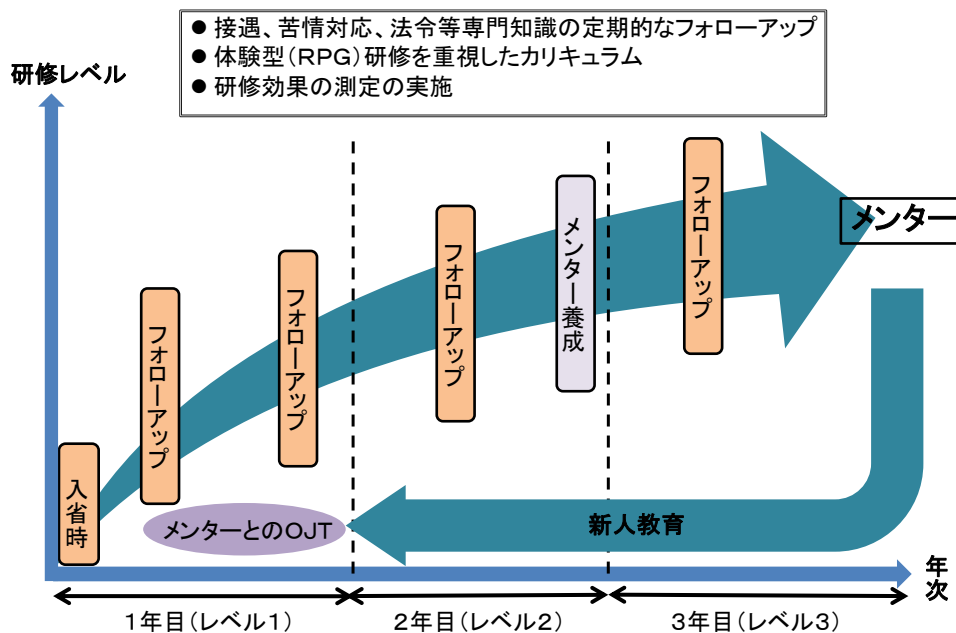 ● 接遇、苦情対応、法令等専門知識の定期的なフォローアップ
● 体験型(RPG)研修を重視したカリキュラム
● 研修効果の測定の実施
研修レベル
フォローアップ
メンター養成
メンター
フォローアップ
フォローアップ
フォローアップ
入省時
メンターとのOJT
新人教育
年次
1年目(レベル1)
2年目(レベル2)
3年目(レベル3)